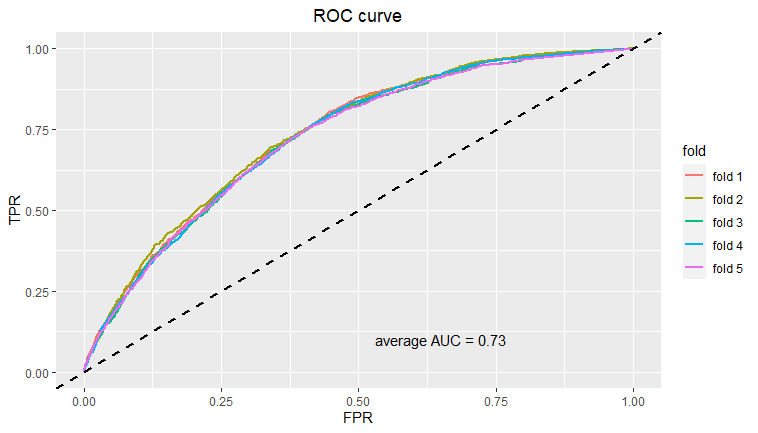 ROC curve
1.00
0.75
0.50
0.25
0.00
TPR
average AUC = 0.73
0.00 0.25 0.50 0.75 1.00
FPR
fold
fold 1
fold 2
fold 3
fold 4
fold 5